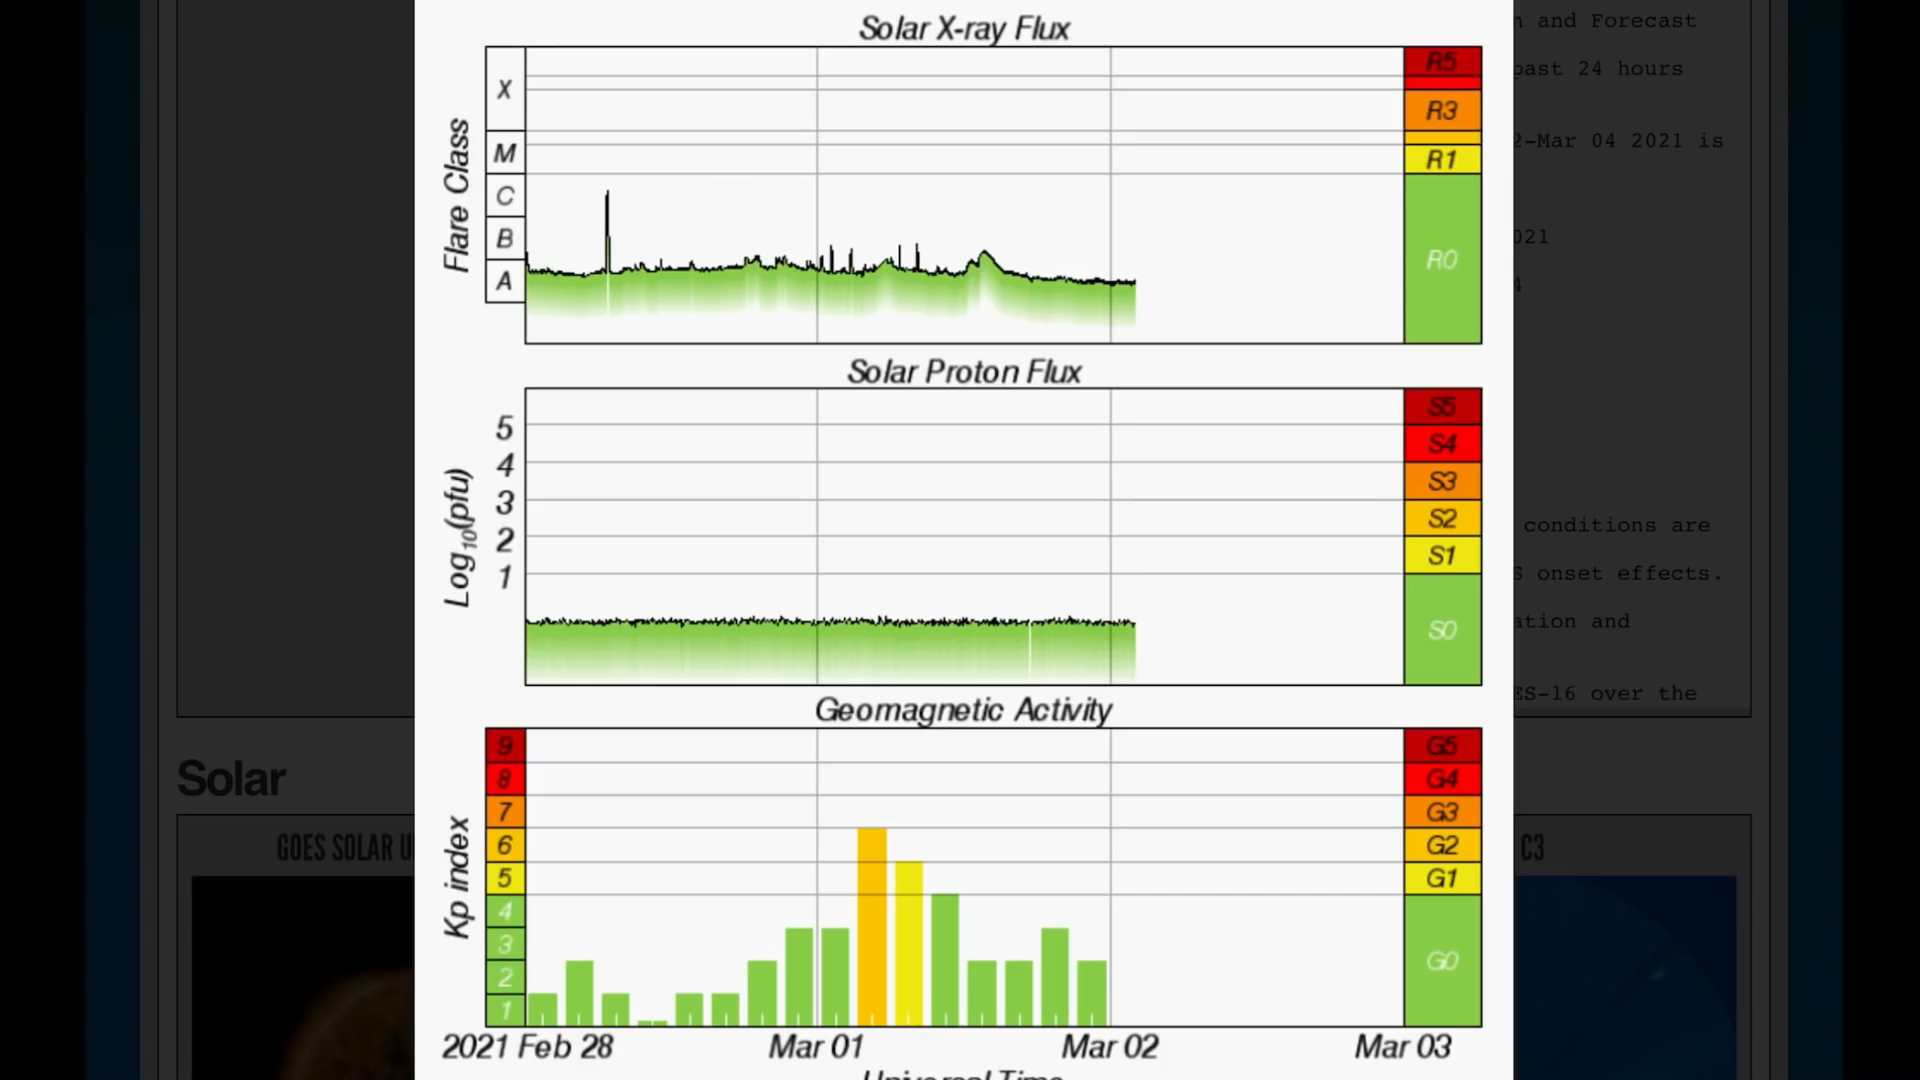 Solar X-ray Flux
Flare Class
X
M
C
B
A
R5
R3
R1
R0
Solar Proton Flux
Log10(pfu)
5
4
3
2
1
S5
S4
S3
S2
S1
S0
Geomagnetic Activity
Kp index
9
8
7
6
5
4
3
2
1
G5
G4
G3
G2
G1
G0
2021 Feb 28 Mar 01 Mar 02 Mar 03
Universal Time
and Forecast
past 24 hours
-Mar 04 2021 is
conditions are
onset effects.
and
ES-16 over the
Solar
GOES SOLAR U
C3